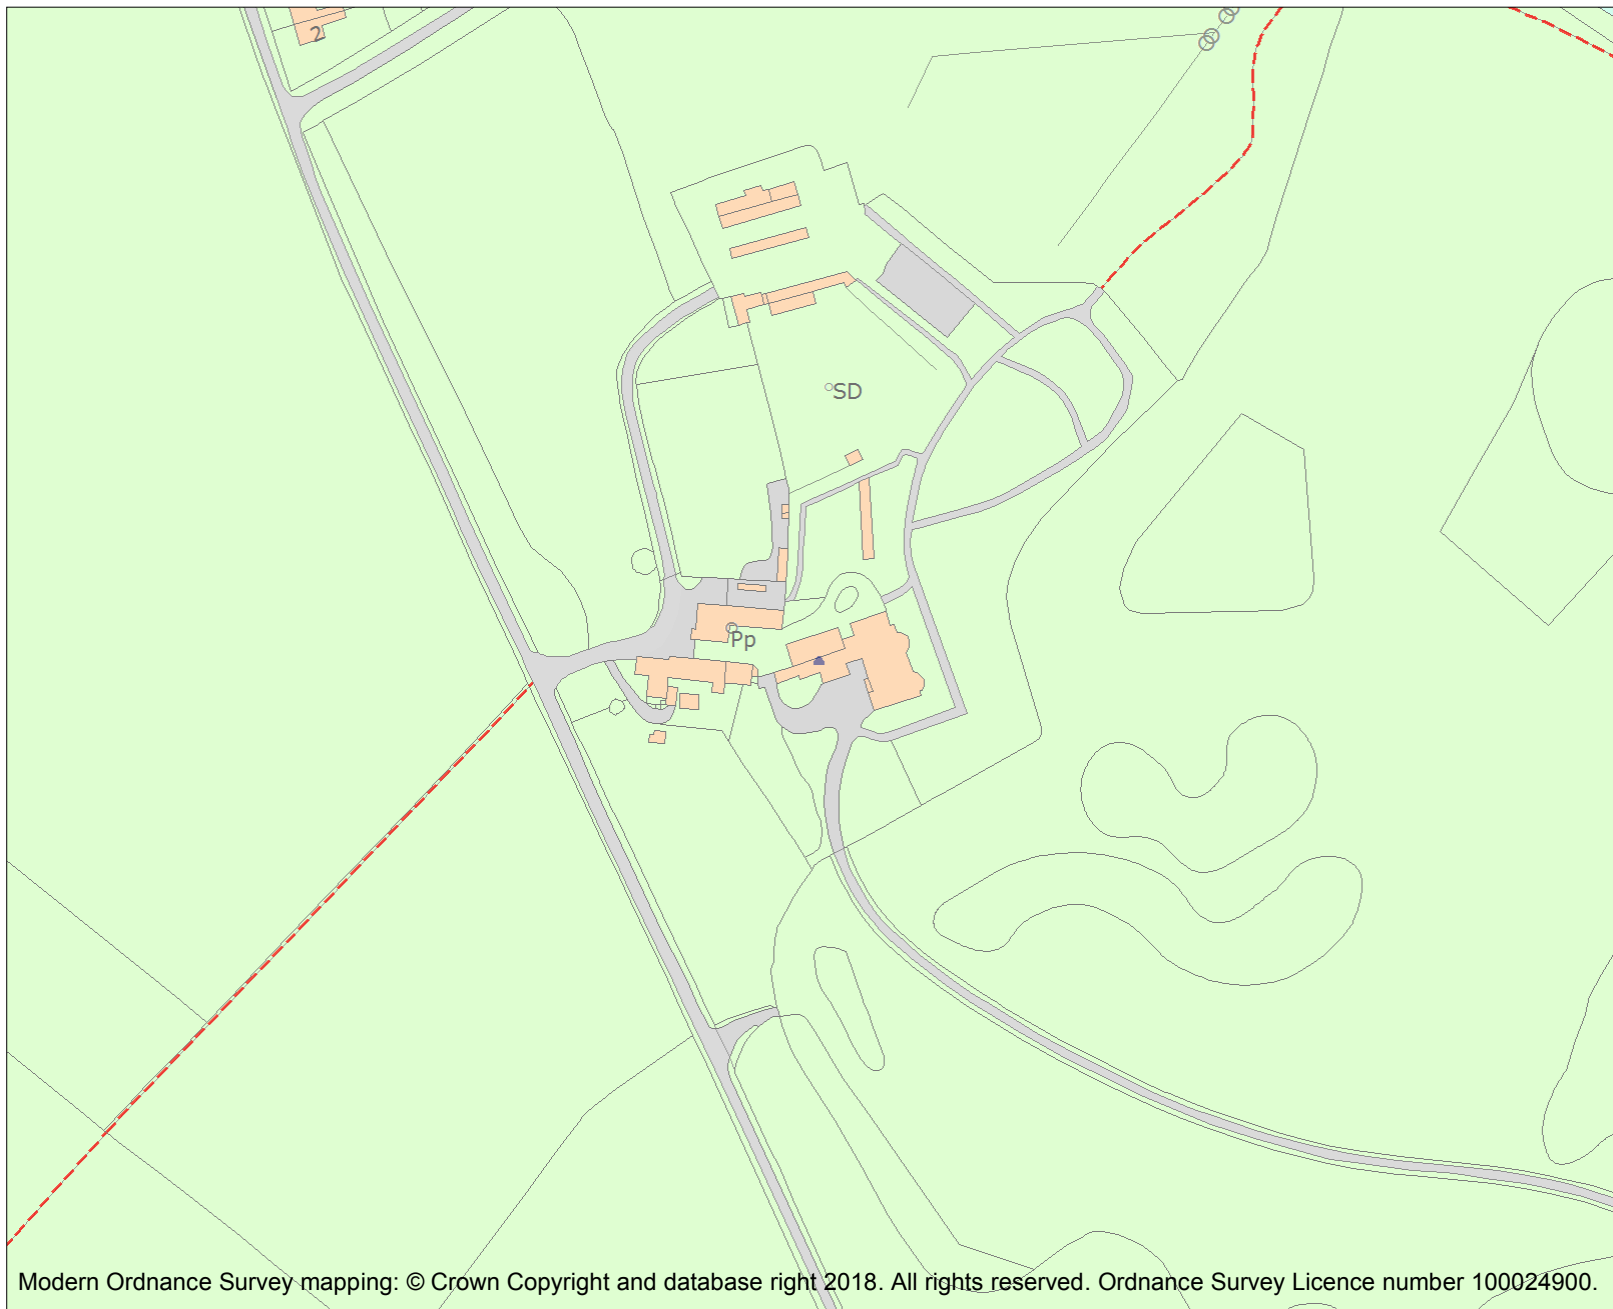 2
SD
Pp
Modern Ordnance Survey mapping: © Crown Copyright and database right 2018. All rights reserved. Ordnance Survey Licence number 100024900.